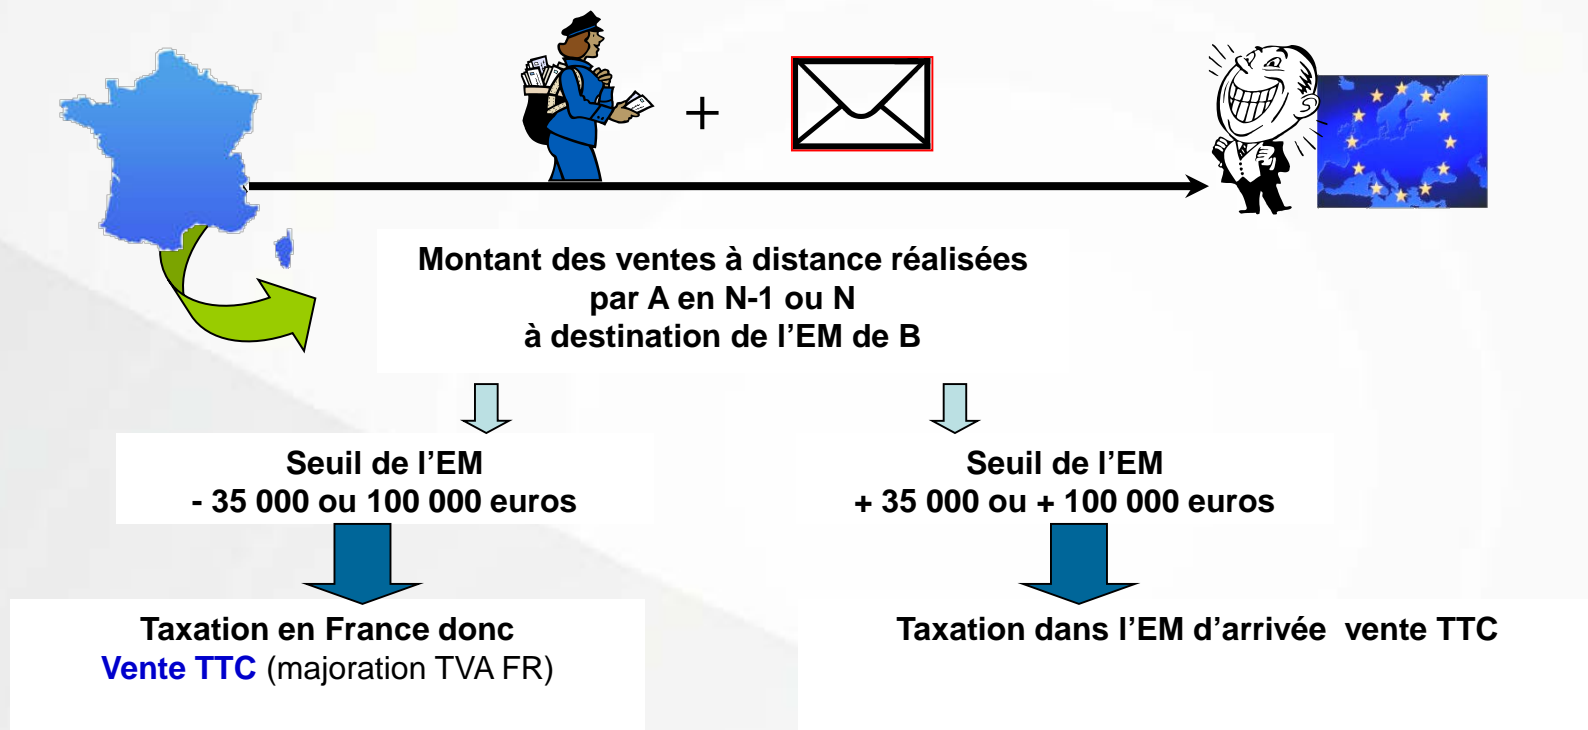 +
Montant des ventes à distance réalisées
par A en N-1 ou N
à destination de l’EM de B
Seuil de l’EM
- 35 000 ou 100 000 euros
Seuil de l’EM
+ 35 000 ou + 100 000 euros
Taxation en France donc
Vente TTC (majoration TVA FR)
Taxation dans l’EM d’arrivée  vente TTC